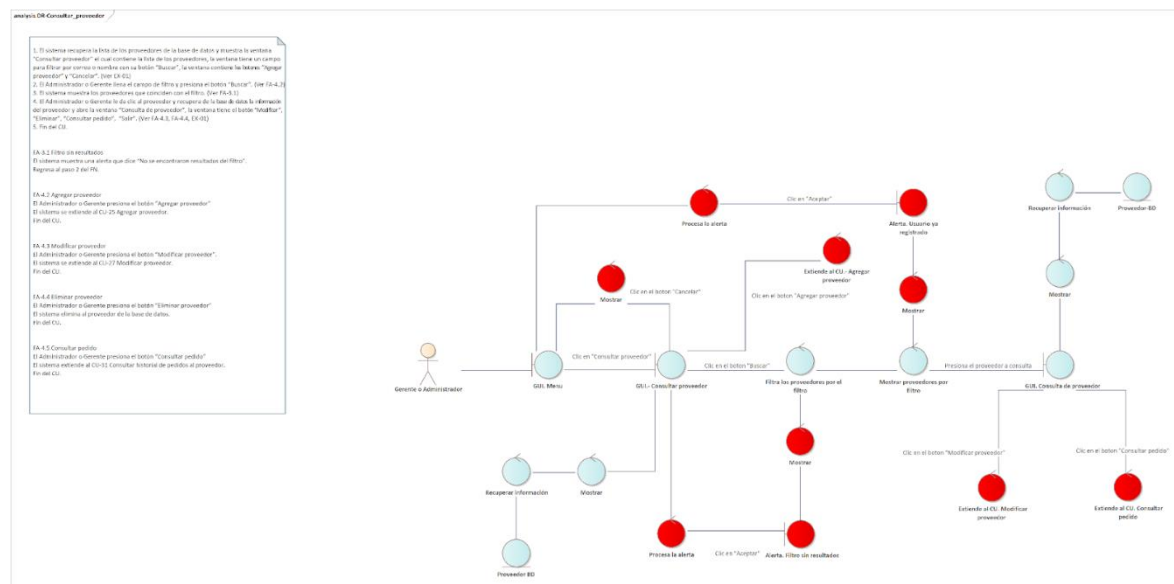 analysis.DR-Consultar_proveedor
1. El sistema recupera la lista de los proveedores de la base de datos y muestra la ventana
"Consultar proveedor" el cual contiene la lista de los proveedores, la ventana tiene un campo
para filtrar por correo o nombre con su botón "Buscar", la ventana contiene los botones "Agregar
proveedor" y "Cancelar". (Ver EX-01)
2. El Administrador o Gerente llena el campo de filtro y presiona el botón "Buscar". (Ver FA-4.2)
3. El sistema muestra los proveedores que coinciden con el filtro. (Ver FA-3.1)
4. El Administrador o Gerente le da clic al proveedor y recupera de la base de datos la información
del proveedor y abre la ventana "Consulta de proveedor", la ventana tiene el botón "Modificar",
"Eliminar", "Consultar pedido", "Salir". (Ver FA-4.3, FA-4.4, EX-01)
5. Fin del CU.
FA-3.1 Filtro sin resultados
El sistema muestra una alerta que dice "No se encontraron resultados del filtro".
Regresa al paso 2 del FN.
FA-4.2 Agregar proveedor
El Administrador o Gerente presiona el botón "Agregar proveedor"
El sistema se extiende al CU-25 Agregar proveedor.
Fin del CU.
FA-4.3 Modificar proveedor
El Administrador o Gerente presiona el botón "Modificar proveedor".
El sistema se extiende al CU-27 Modificar proveedor.
Fin del CU.
FA-4.4 Eliminar proveedor
El Administrador o Gerente presiona el botón "Eliminar proveedor"
El sistema elimina al proveedor de la base de datos.
Fin del CU.
FA-4.5 Consultar pedido
El Administrador o Gerente presiona el botón "Consultar pedido"
El sistema extiende al CU-31 Consultar historial de pedidos al proveedor.
Fin del CU.
Recuperar información
Proveedor BD
Clic en "Aceptar"
Procesa la alerta
Alerta. Usuario ya
registrado
Extiende al CU.- Agregar
proveedor
Mostrar
Clic en el boton "Cancelar"
Clic en el boton "Agregar proveedor"
Mostrar
Mostrar
Gerente o Administrador
GUI. Menu
Clic en "Consultar proveedor"
GUI.- Consultar proveedor
Clic en el boton "Buscar"
Filtra los proveedores por el
filtro
Mostrar proveedores por
Filtro
Presiona el proveedor a consulta
GUI. Consulta de proveedor
Mostrar
Clic en el boton "Modificar proveedor"
Clic en el boton "Consultar pedido"
Recuperar información
Mostrar
Extiende al CU. Modificar
proveedor
Extiende al CU. Consultar
pedido
Procesa la alerta
Clic en "Aceptar"
Alerta. Filtro sin resultados
Proveedor BD